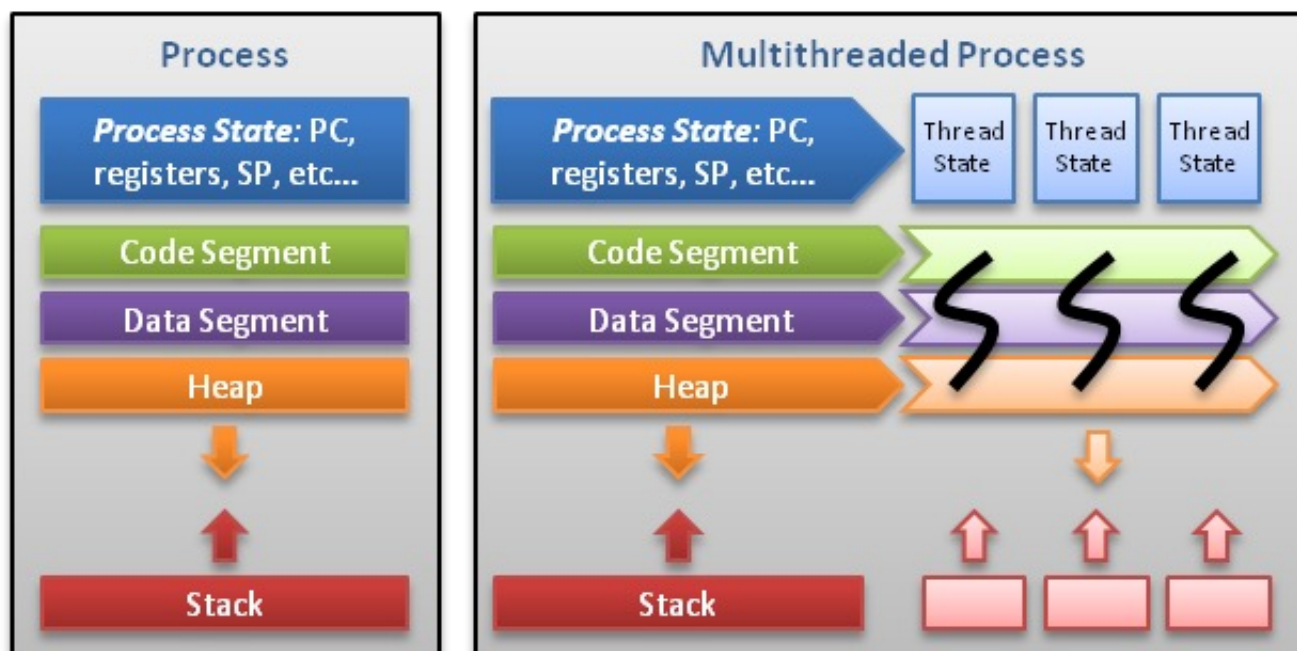 Process
Process State: PC,
registers, SP, etc...
Code Segment
Data Segment
Heap
Stack
Multithreaded Process
Process State: PC,
registers, SP, etc...
Thread
State
Thread
State
Thread
State
Code Segment
Data Segment
Heap
Stack